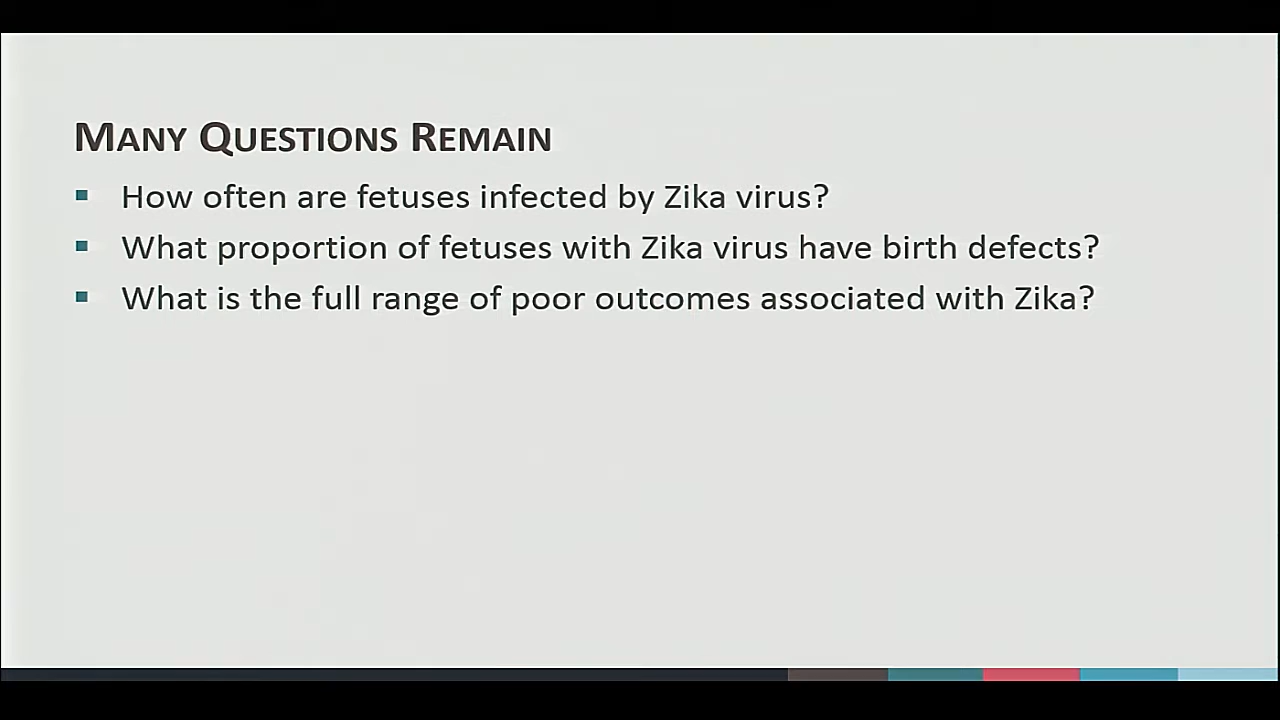 MANY QUESTIONS REMAIN
How often are fetuses infected by Zika virus?
What proportion of fetuses with Zika virus have birth defects?
What is the full range of poor outcomes associated with Zika?